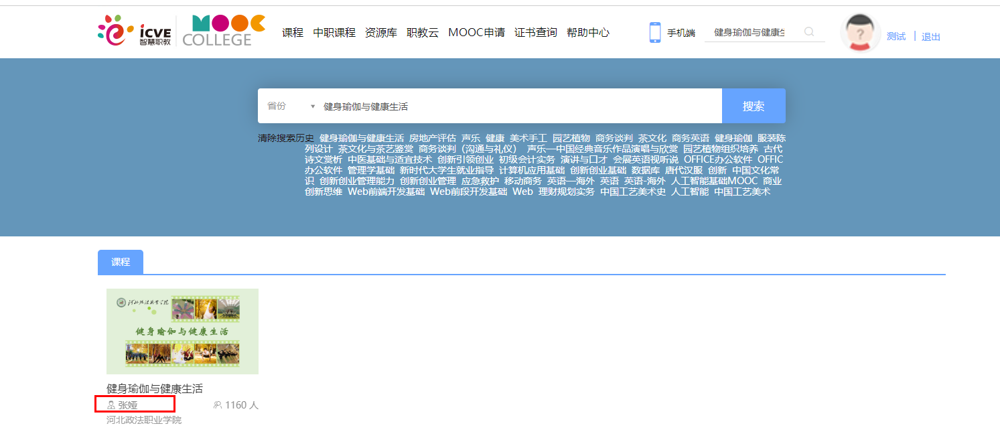 icve 智慧职教 MOOC COLLEGE 课程 中职课程 资源库 职教云 MOOC申请 证书查询 帮助中心 手机端 健身瑜伽与健康生 ? 测试 | 退出
省份 ▾ 健身瑜伽与健康生活 搜索
清除搜索历史 健身瑜伽与健康生活 房地产评估 声乐 健康 美术手工 园艺植物 商务谈判 茶文化 商务英语 健身瑜伽 服装陈
列设计 茶文化与茶艺鉴赏 商务谈判（沟通与礼仪） 声乐—中国经典音乐作品演唱与欣赏 园艺植物组织培养 古代
诗文赏析 中医基础与适宜技术 创新引领创业 初级会计实务 演讲与口才 会展英语视听说 OFFICE办公软件 OFFIC
办公软件 管理学基础 新时代大学生就业指导 计算机应用基础 创新创业基础 数据库 唐代汉服 创新 中国文化常
识 创新创业管理能力 创新创业管理 应急救护 移动商务 英语—海外 英语 英语-海外 人工智能基础MOOC 商业
创新思维 Web前端开发基础 Web前段开发基础 Web 理财规划实务 中国工艺美术史 人工智能 中国工艺美术
课程
河北政法职业学院
健身瑜伽与健康生活
健身瑜伽与健康生活
张娅 1160 人
河北政法职业学院